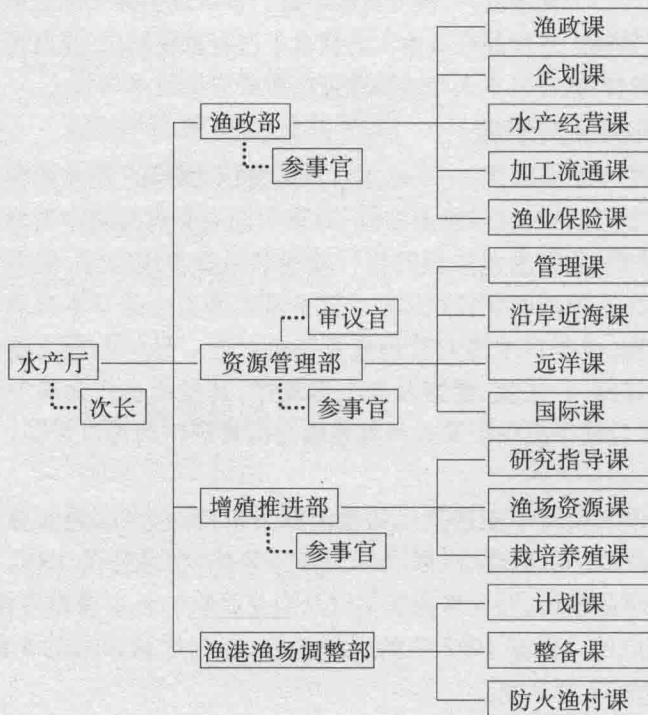 渔政课
企划课
渔政部
水产经营课
参事官
加工流通课
渔业保险课
管理课
审议官
沿岸近海课
水产厅
资源管理部
远洋课
次长
参事官
国际课
研究指导课
增殖推进部
渔场资源课
参事官
栽培养殖课
计划课
渔港渔场调整部
整备课
防火渔村课